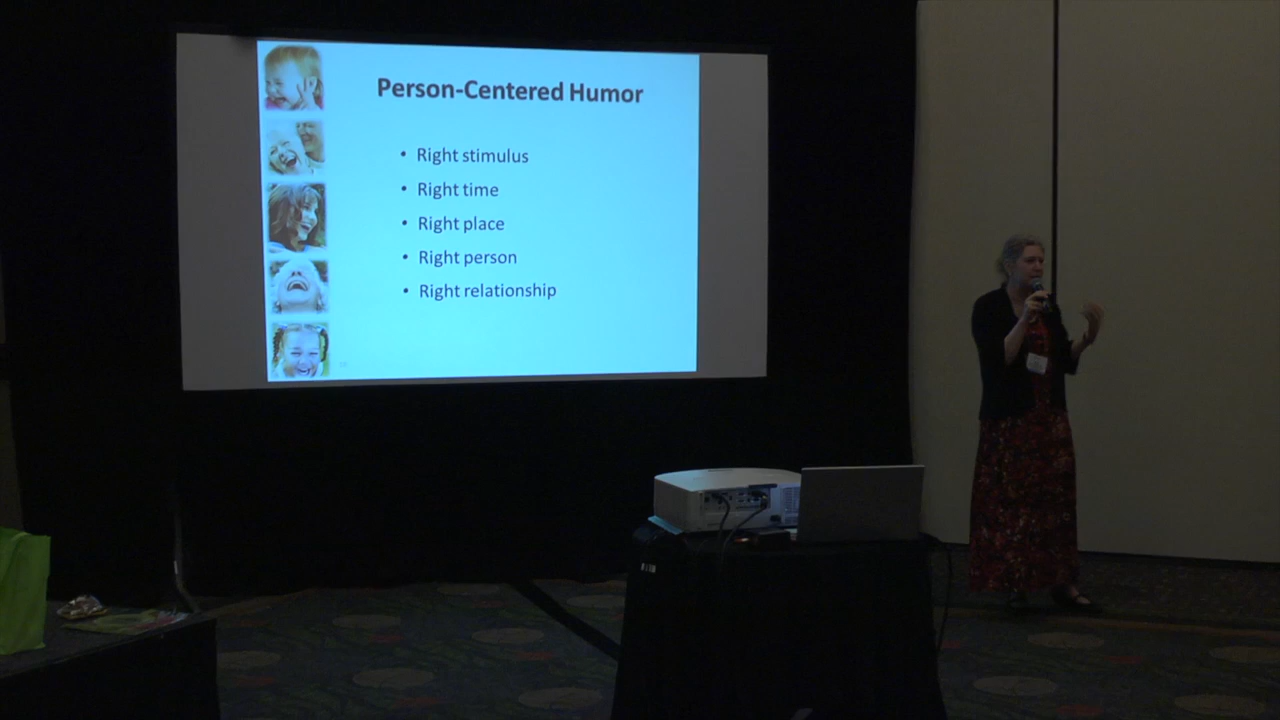 Person-Centered Humor
• Right stimulus
• Right time
• Right place
• Right person
• Right relationship